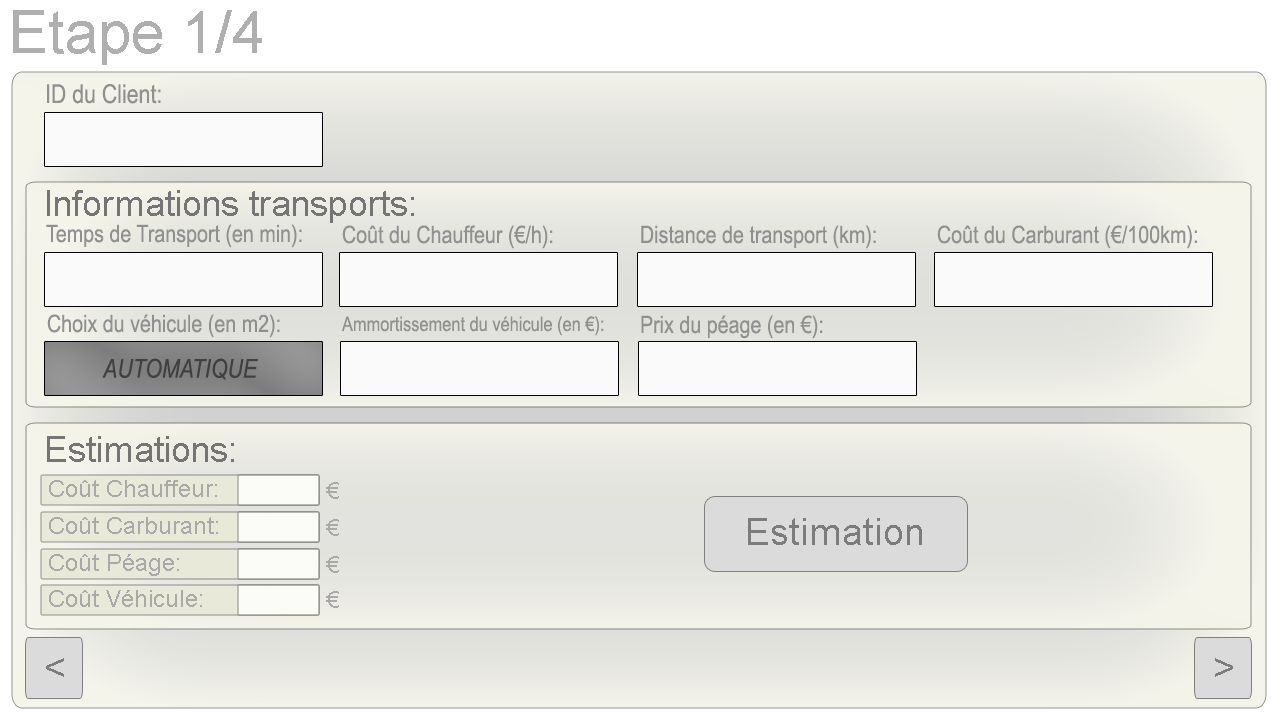 Etape 1/4
ID du Client:
Informations transports:
Temps de Transport (en min): Coût du Chauffeur (€/h): Distance de transport (km): Coût du Carburant (€/100km):
Choix du véhicule (en m2): Ammortissement du véhicule (en €): Prix du péage (en €):
AUTOMATIQUE
Estimations:
Coût Chauffeur: €
Coût Carburant: €
Estimation
Coût Péage: €
Coût Véhicule: €
< >